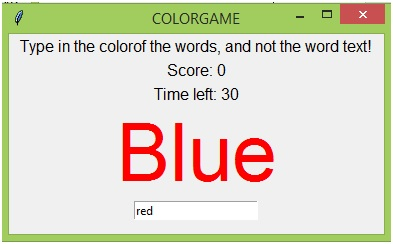 COLORGAME
Type in the colorof the words, and not the word text!
Score: 0
Time left: 30
Blue
red